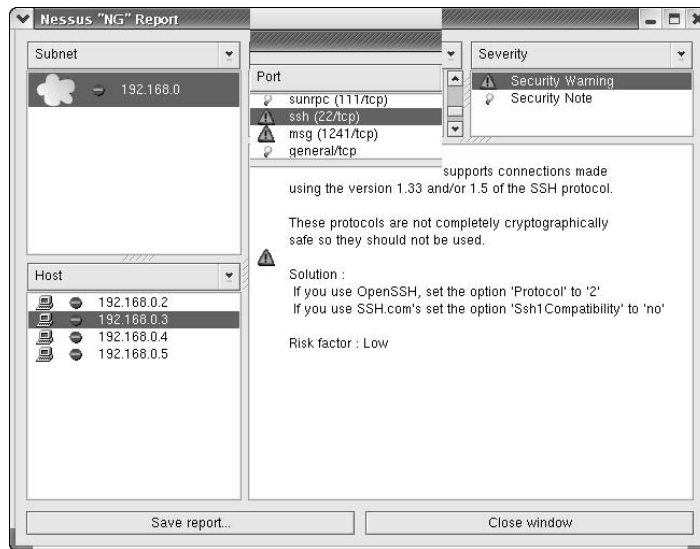 Nessus "NG" Report
Subnet
192.168.0
Port
sunrpc (111/tcp)
ssh (22/tcp)
msg (1241/tcp)
general/tcp
Severity
Security Warning
Security Note
Host
192.168.0.2
192.168.0.3
192.168.0.4
192.168.0.5
supports connections made
using the version 1.33 and/or 1.5 of the SSH protocol.
These protocols are not completely cryptographically
safe so they should not be used.
Solution :
If you use OpenSSH, set the option 'Protocol' to '2'
If you use SSH.com's set the option 'Ssh1Compatibility' to 'no'
Risk factor : Low
Save report...
Close window